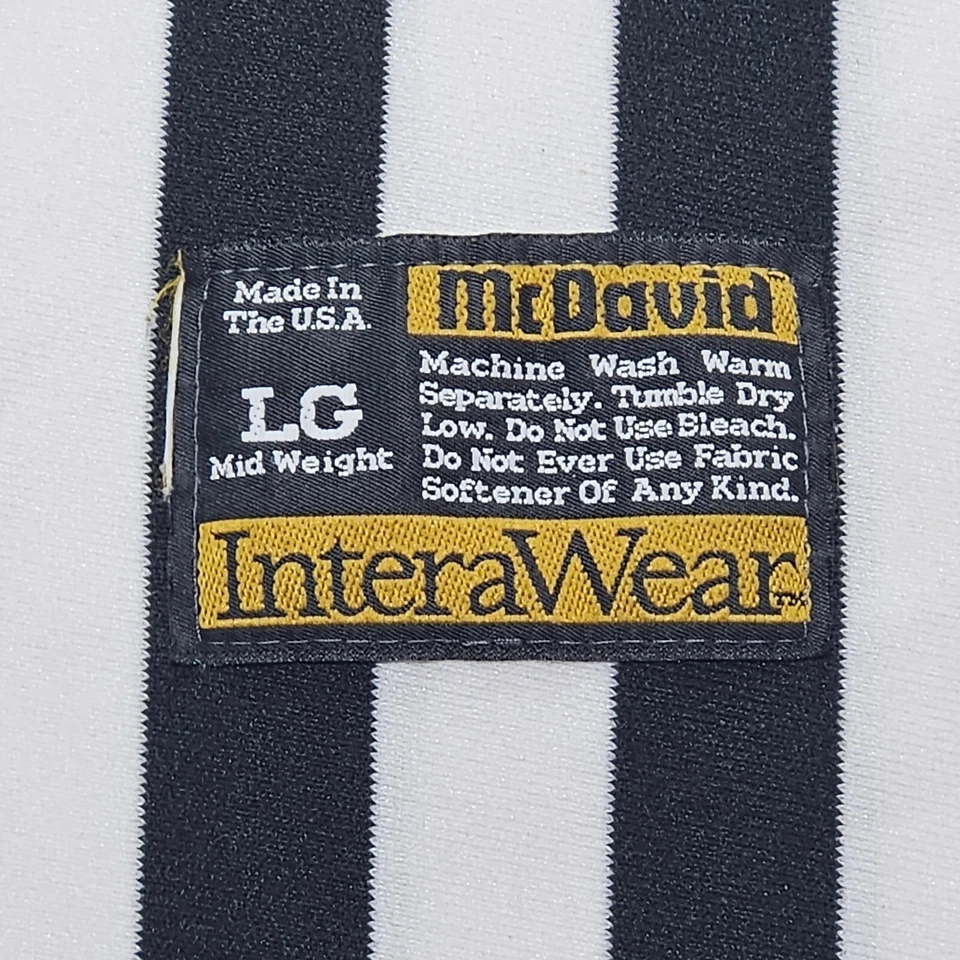 Made In
The U.S.A.
LG
Mid Weight
McDavid
Machine Wash Warm
Separately. Tumble Dry
Low. Do Not Use Bleach.
Do Not Ever Use Fabric
Softener Of Any Kind.
InteraWear™